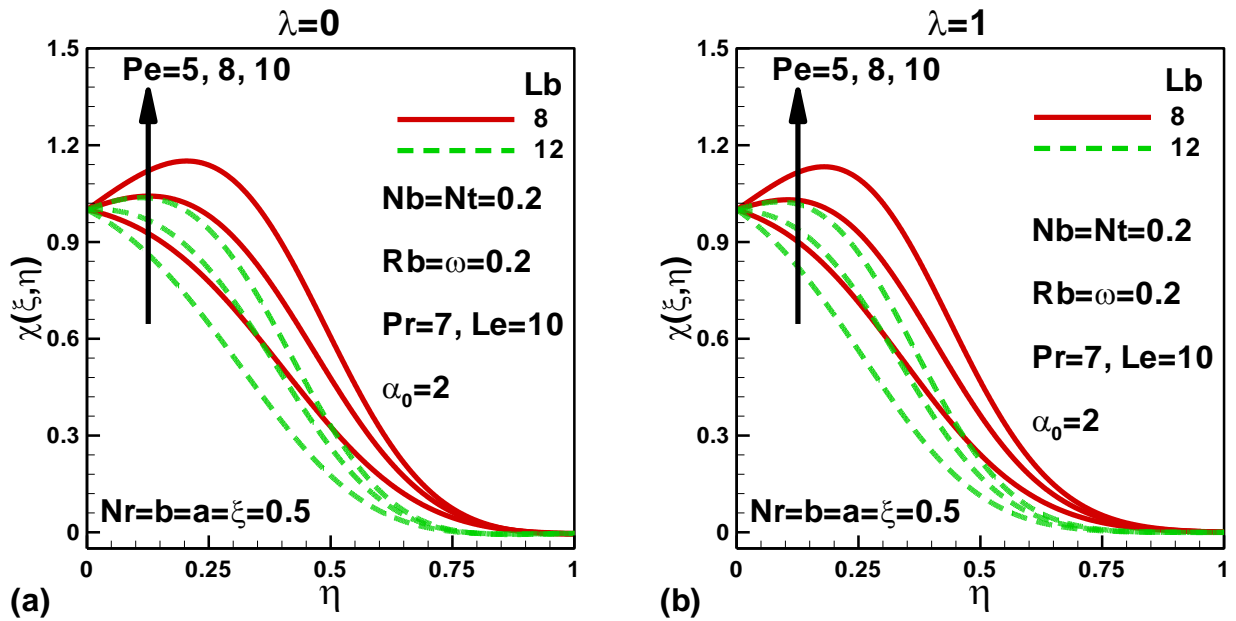 λ=0
1.5
1.2
0.9
0.6
0.3
0
χ(ξ,η)
Pe=5, 8, 10
Lb
8
12
Nb=Nt=0.2
Rb=ω=0.2
Pr=7, Le=10
α₀=2
Nr=b=a=ξ=0.5
0 0.25 0.5 0.75 1
η
(a)
λ=1
1.5
1.2
0.9
0.6
0.3
0
χ(ξ,η)
Pe=5, 8, 10
Lb
8
12
Nb=Nt=0.2
Rb=ω=0.2
Pr=7, Le=10
α₀=2
Nr=b=a=ξ=0.5
0 0.25 0.5 0.75 1
η
(b)